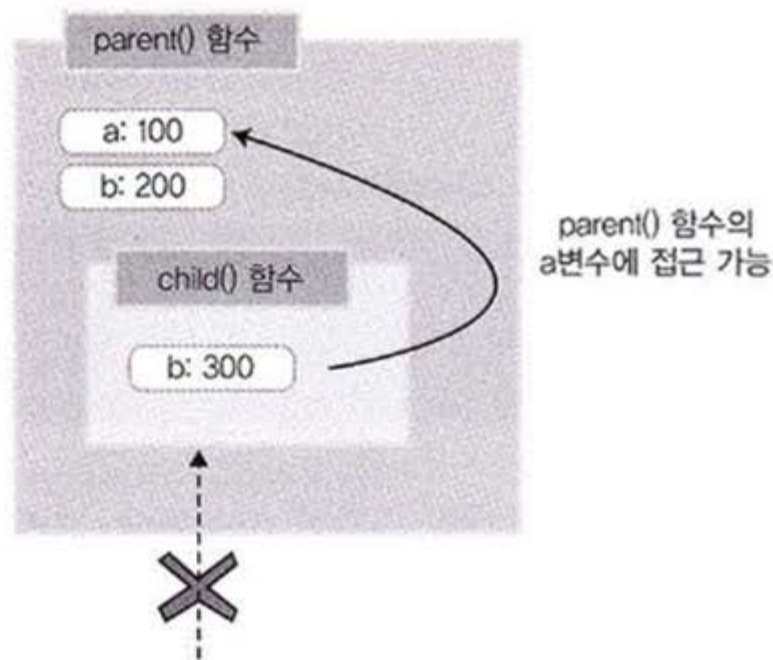 parent() 함수
a: 100
b: 200
parent() 함수의
a변수에 접근 가능
child() 함수
b: 300